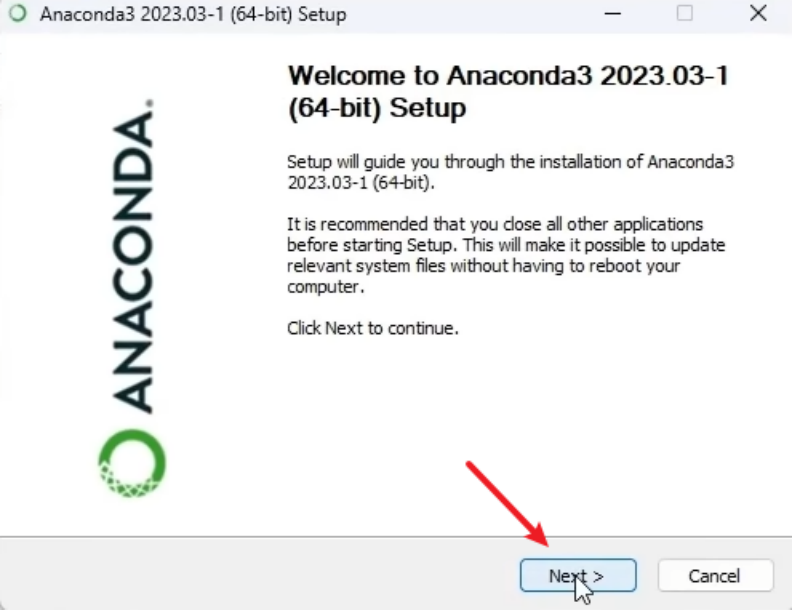 Anaconda3 2023.03-1 (64-bit) Setup
Welcome to Anaconda3 2023.03-1
(64-bit) Setup
ANACONDA.
Setup will guide you through the installation of Anaconda3
2023.03-1 (64-bit).
It is recommended that you close all other applications
before starting Setup. This will make it possible to update
relevant system files without having to reboot your
computer.
Click Next to continue.
Next >
Cancel